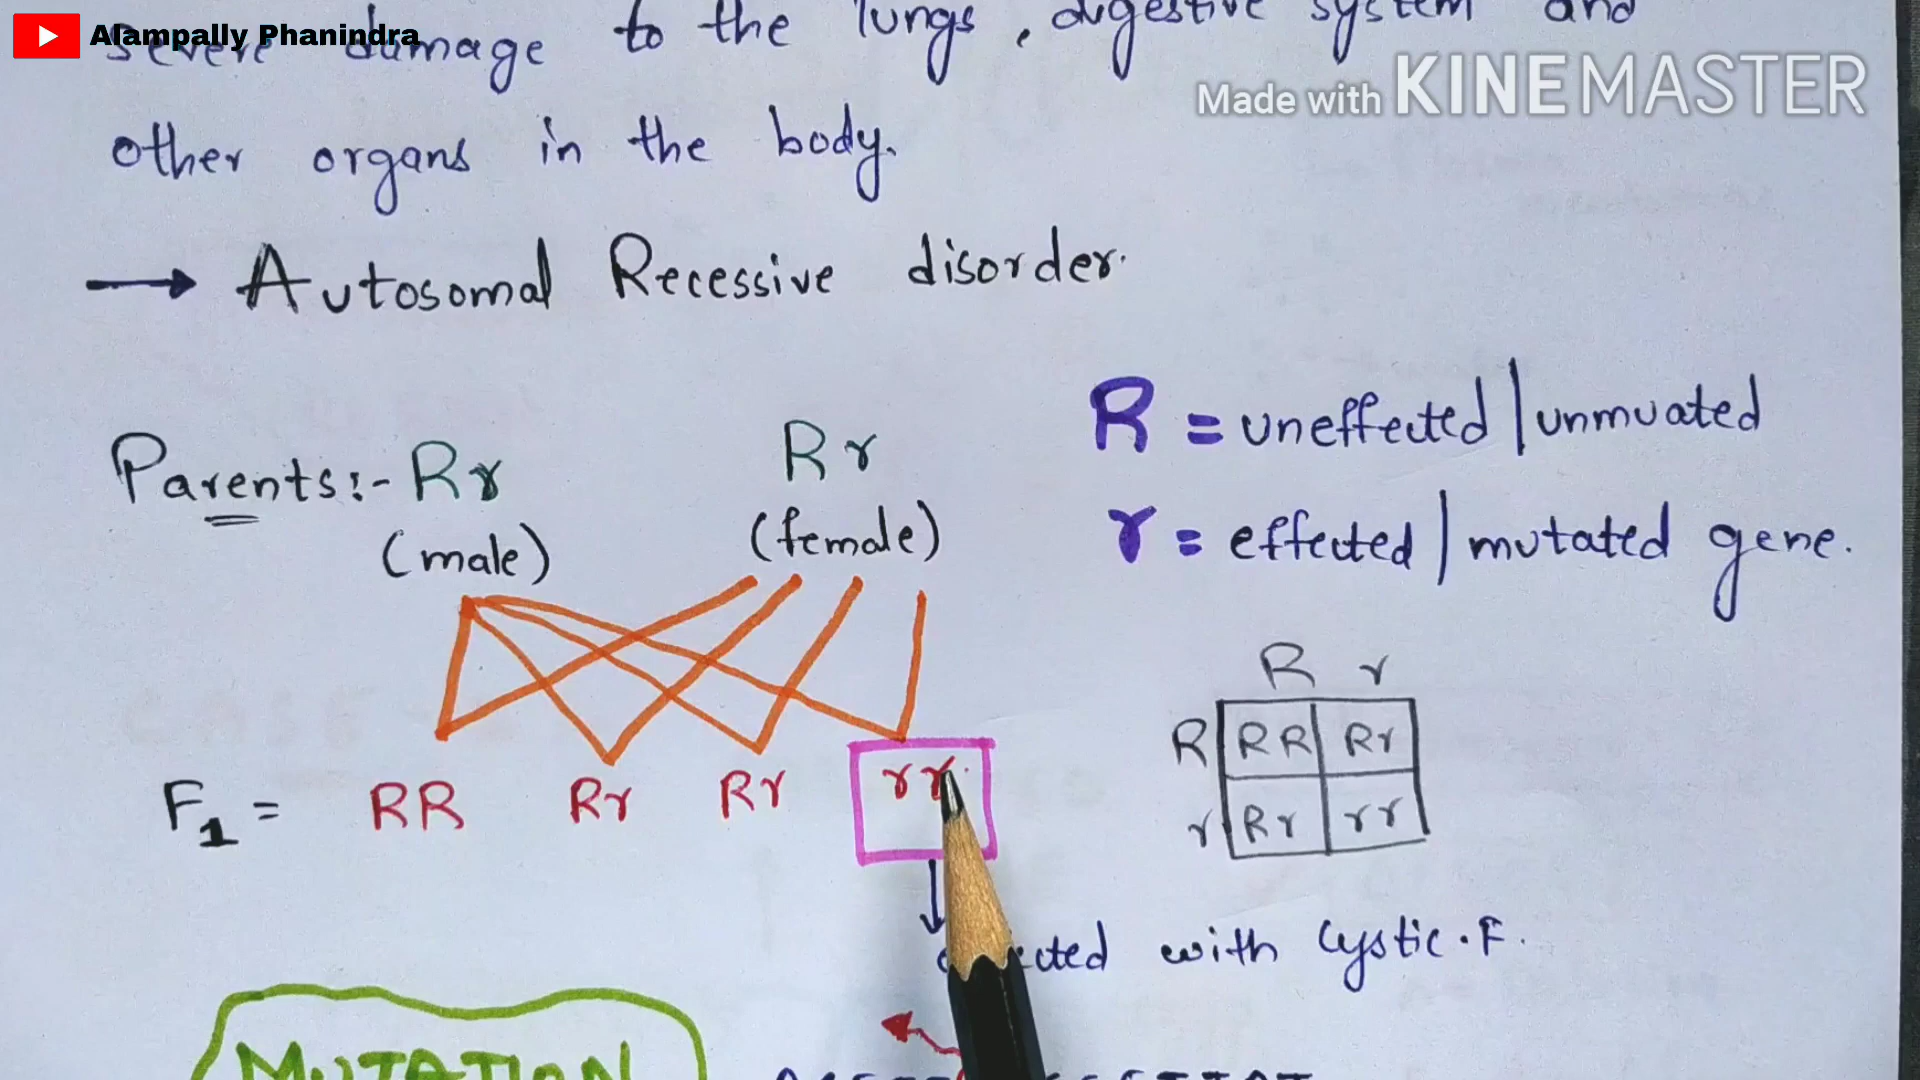 Alampally Phanindra
severe damage to the lungs, digestive system and
Made with KINEMASTER
other organs in the body.
→ Autosomal Recessive disorder.
Parents:- Rr Rr
(male) (female)
R = uneffected | unmuated
r = effected | mutated gene.
R r
R RR Rr
r Rr rr
F1 = RR Rr Rr rr
with Cystic.F.
MUTATION